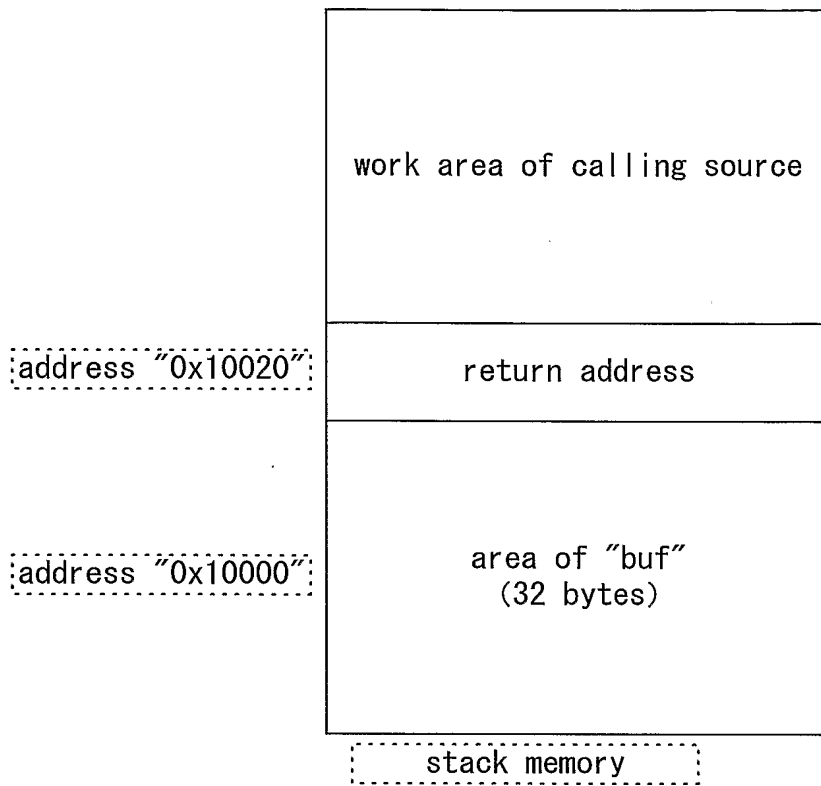 work area of calling source
address "0x10020"
return address
address "0x10000"
area of "buf"
(32 bytes)
stack memory